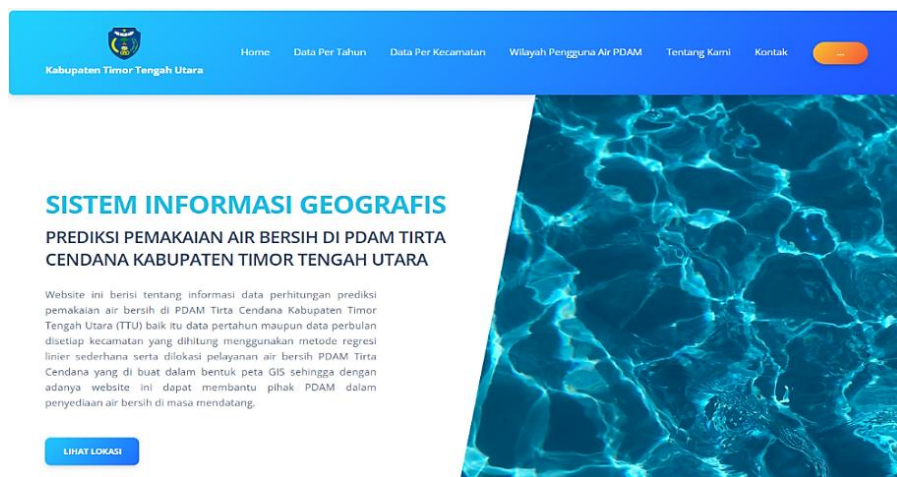 Kabupaten Timor Tengah Utara
Home Data Per Tahun Data Per Kecamatan Wilayah Pengguna Air PDAM Tentang Kami Kontak ...
SISTEM INFORMASI GEOGRAFIS
PREDIKSI PEMAKAIAN AIR BERSIH DI PDAM TIRTA
CENDANA KABUPATEN TIMOR TENGAH UTARA
Website ini berisi tentang informasi data perhitungan prediksi
pemakaian air bersih di PDAM Tirta Cendana Kabupaten Timor
Tengah Utara (TTU) baik itu data pertahun maupun data perbulan
disetiap kecamatan yang dihitung menggunakan metode regresi
linier sederhana serta dilokasi pelayanan air bersih PDAM Tirta
Cendana yang di buat dalam bentuk peta GIS sehingga dengan
adanya website ini dapat membantu pihak PDAM dalam
penyediaan air bersih di masa mendatang.
LIHAT LOKASI